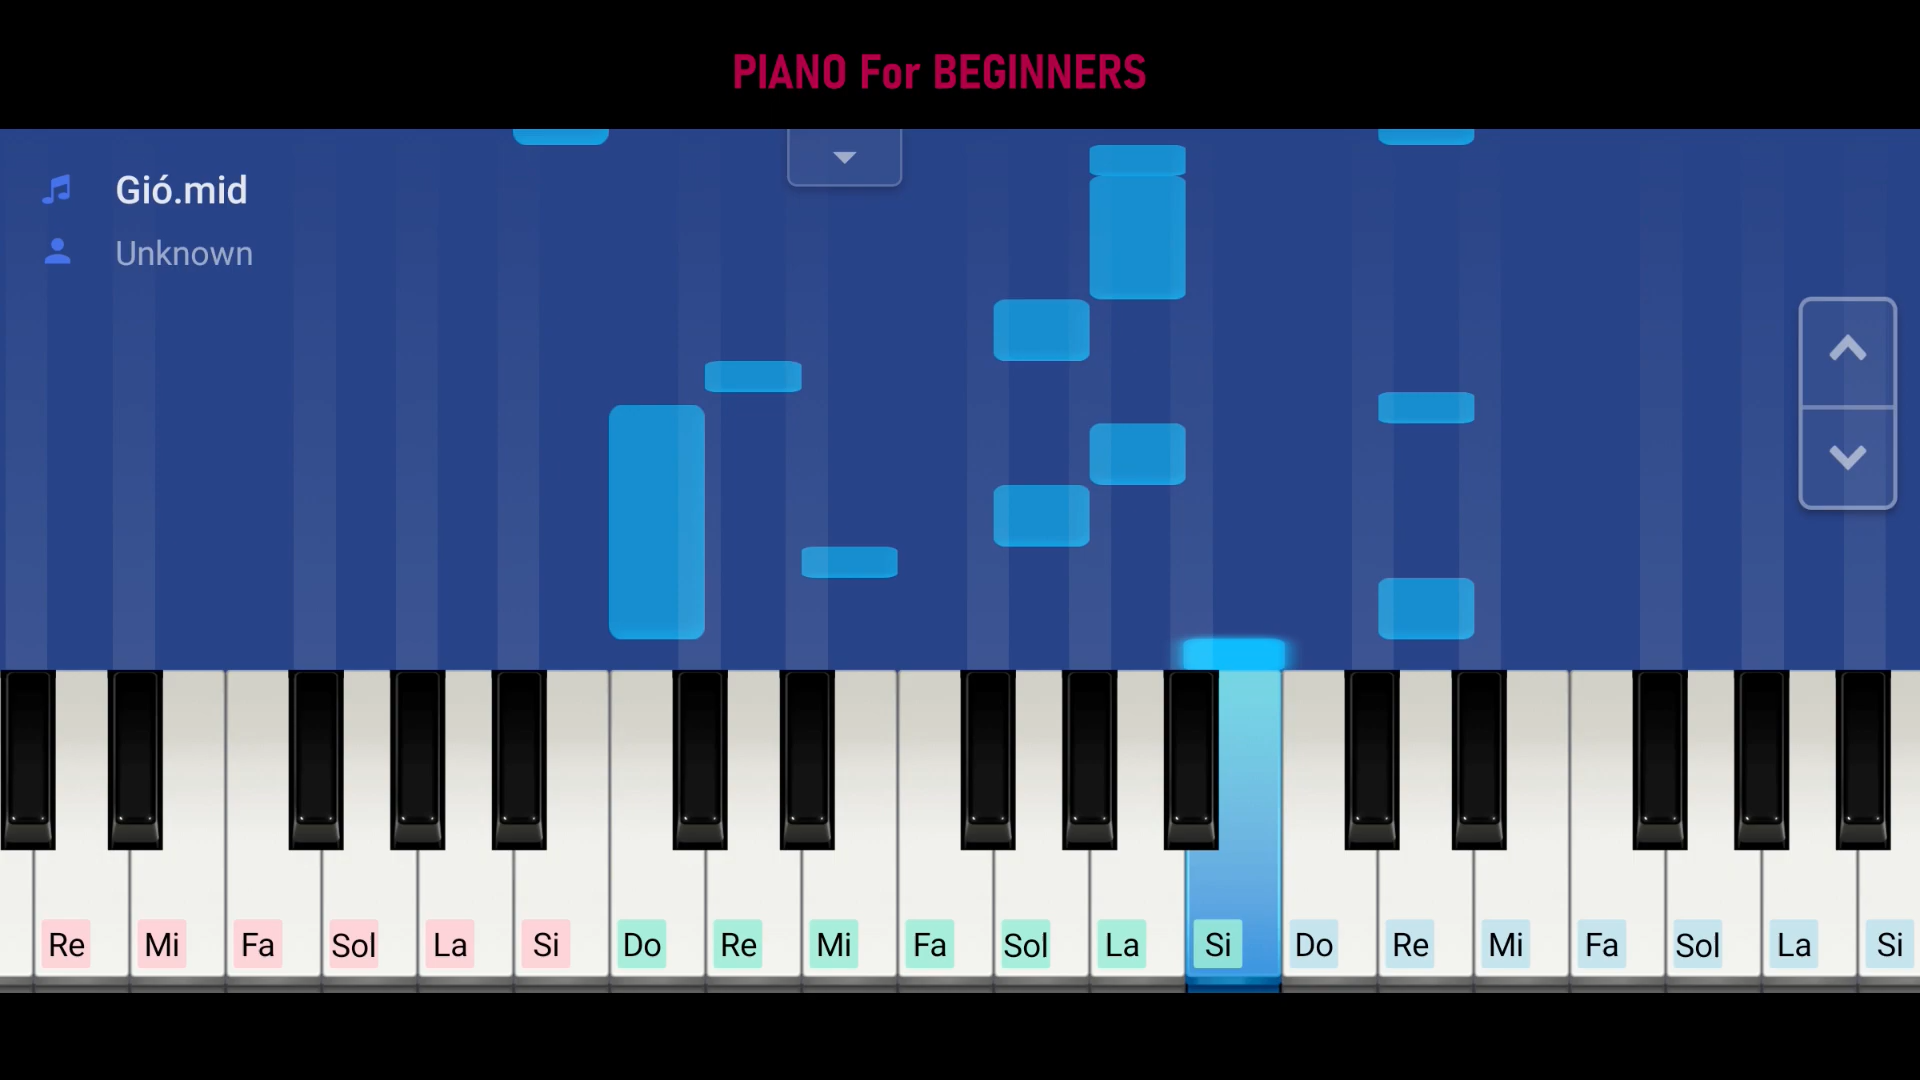 PIANO For BEGINNERS
Gió.mid
Unknown
Re Mi Fa Sol La Si Do Re Mi Fa Sol La Si Do Re Mi Fa Sol La Si